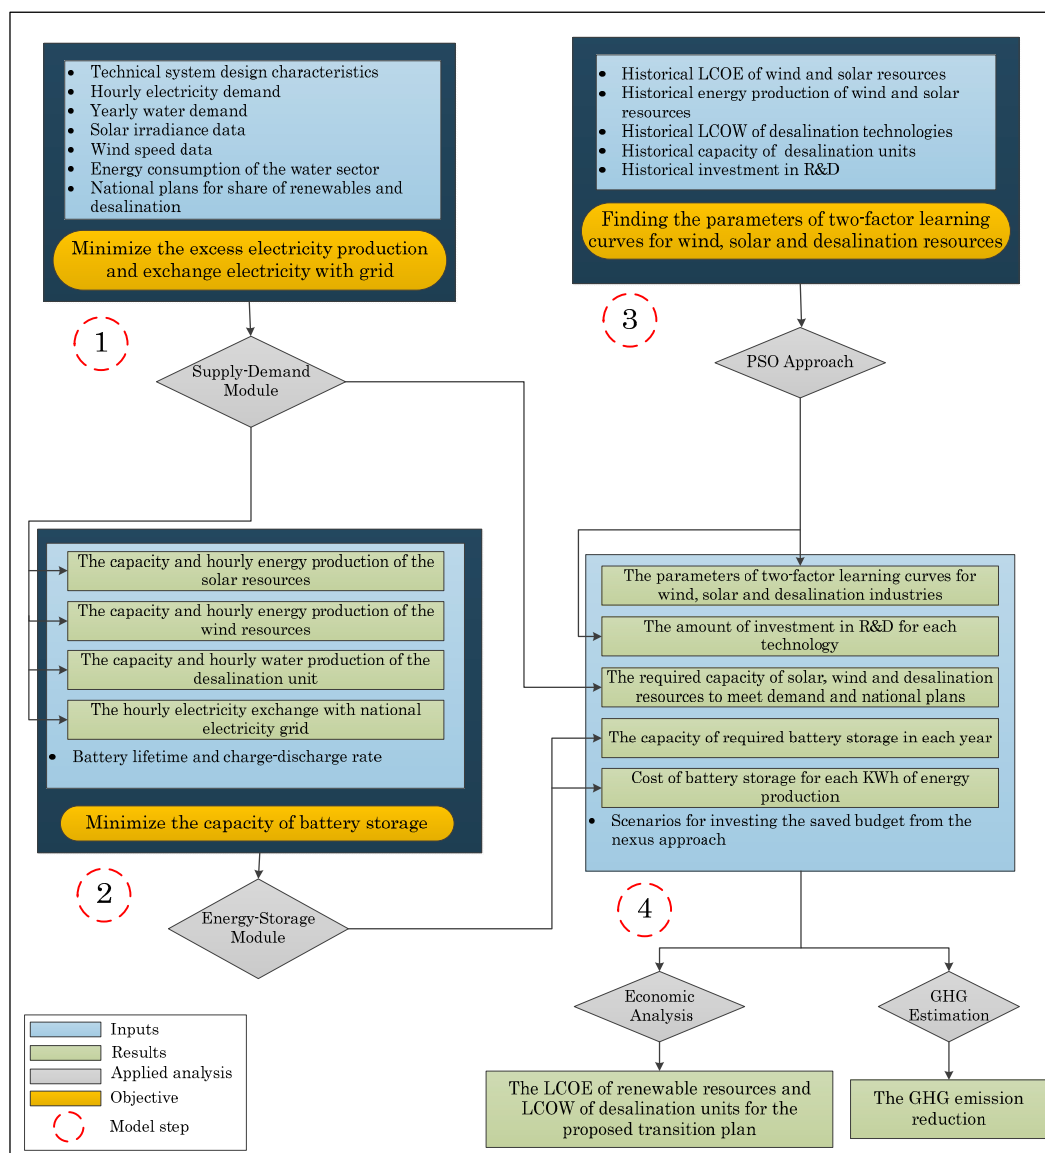 • Technical system design characteristics
• Hourly electricity demand
• Yearly water demand
• Solar irradiance data
• Wind speed data
• Energy consumption of the water sector
• National plans for share of renewables and
desalination
Minimize the excess electricity production
and exchange electricity with grid
1
Supply-Demand
Module
• Historical LCOE of wind and solar resources
• Historical energy production of wind and solar
resources
• Historical LCOW of desalination technologies
• Historical capacity of desalination units
• Historical investment in R&D
Finding the parameters of two-factor learning
curves for wind, solar and desalination resources
3
PSO Approach
The capacity and hourly energy production of the
solar resources
The capacity and hourly energy production of the
wind resources
The capacity and hourly water production of the
desalination unit
The hourly electricity exchange with national
electricity grid
• Battery lifetime and charge-discharge rate
Minimize the capacity of battery storage
2
Energy-Storage
Module
The parameters of two-factor learning curves for
wind, solar and desalination industries
The amount of investment in R&D for each
technology
The required capacity of solar, wind and desalination
resources to meet demand and national plans
The capacity of required battery storage in each year
Cost of battery storage for each KWh of energy
production
• Scenarios for investing the saved budget from the
nexus approach
4
Economic
Analysis
GHG
Estimation
The LCOE of renewable resources and
LCOW of desalination units for the
proposed transition plan
The GHG emission
reduction
Inputs
Results
Applied analysis
Objective
Model step